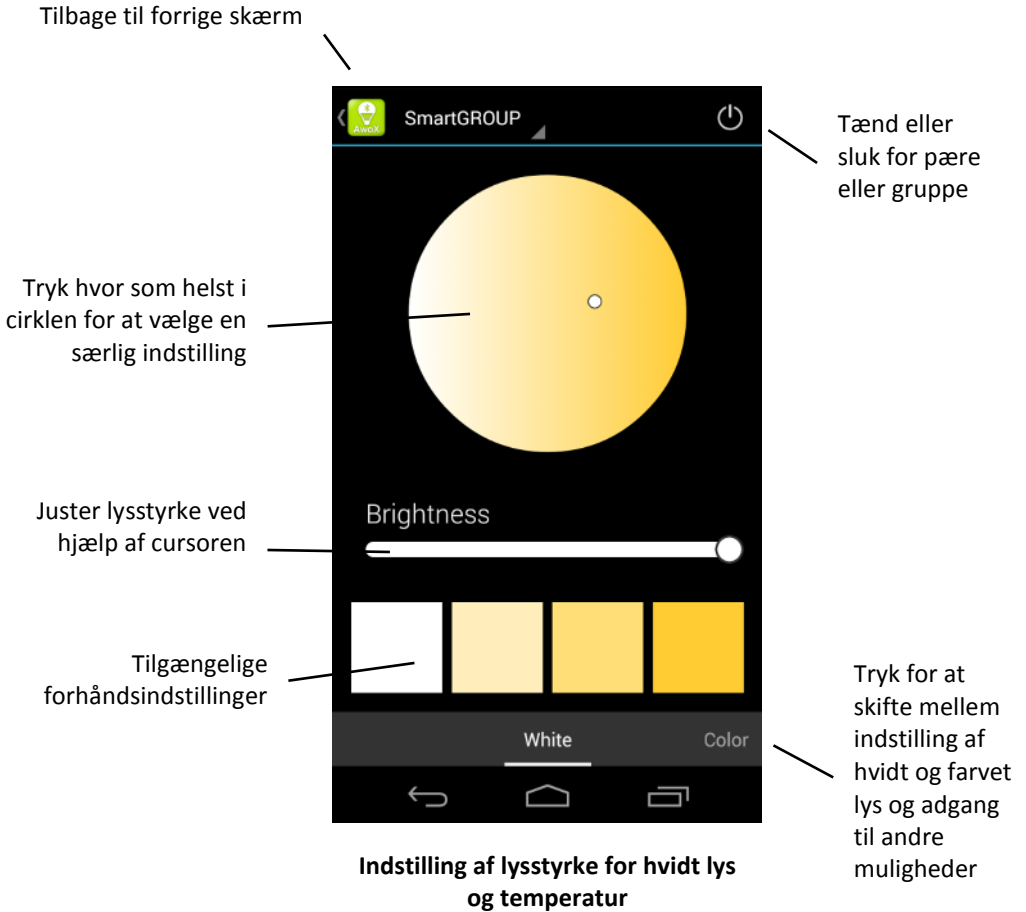 Tilbage til forrige skærm
AwoX
SmartGROUP
Tænd eller
sluk for pære
eller gruppe
Tryk hvor som helst i
cirklen for at vælge en
særlig indstilling
Juster lysstyrke ved
hjælp af cursoren
Brightness
Tilgængelige
forhåndsindstillinger
White
Color
Tryk for at
skifte mellem
indstilling af
hvidt og farvet
lys og adgang
til andre
muligheder
Indstilling af lysstyrke for hvidt lys
og temperatur